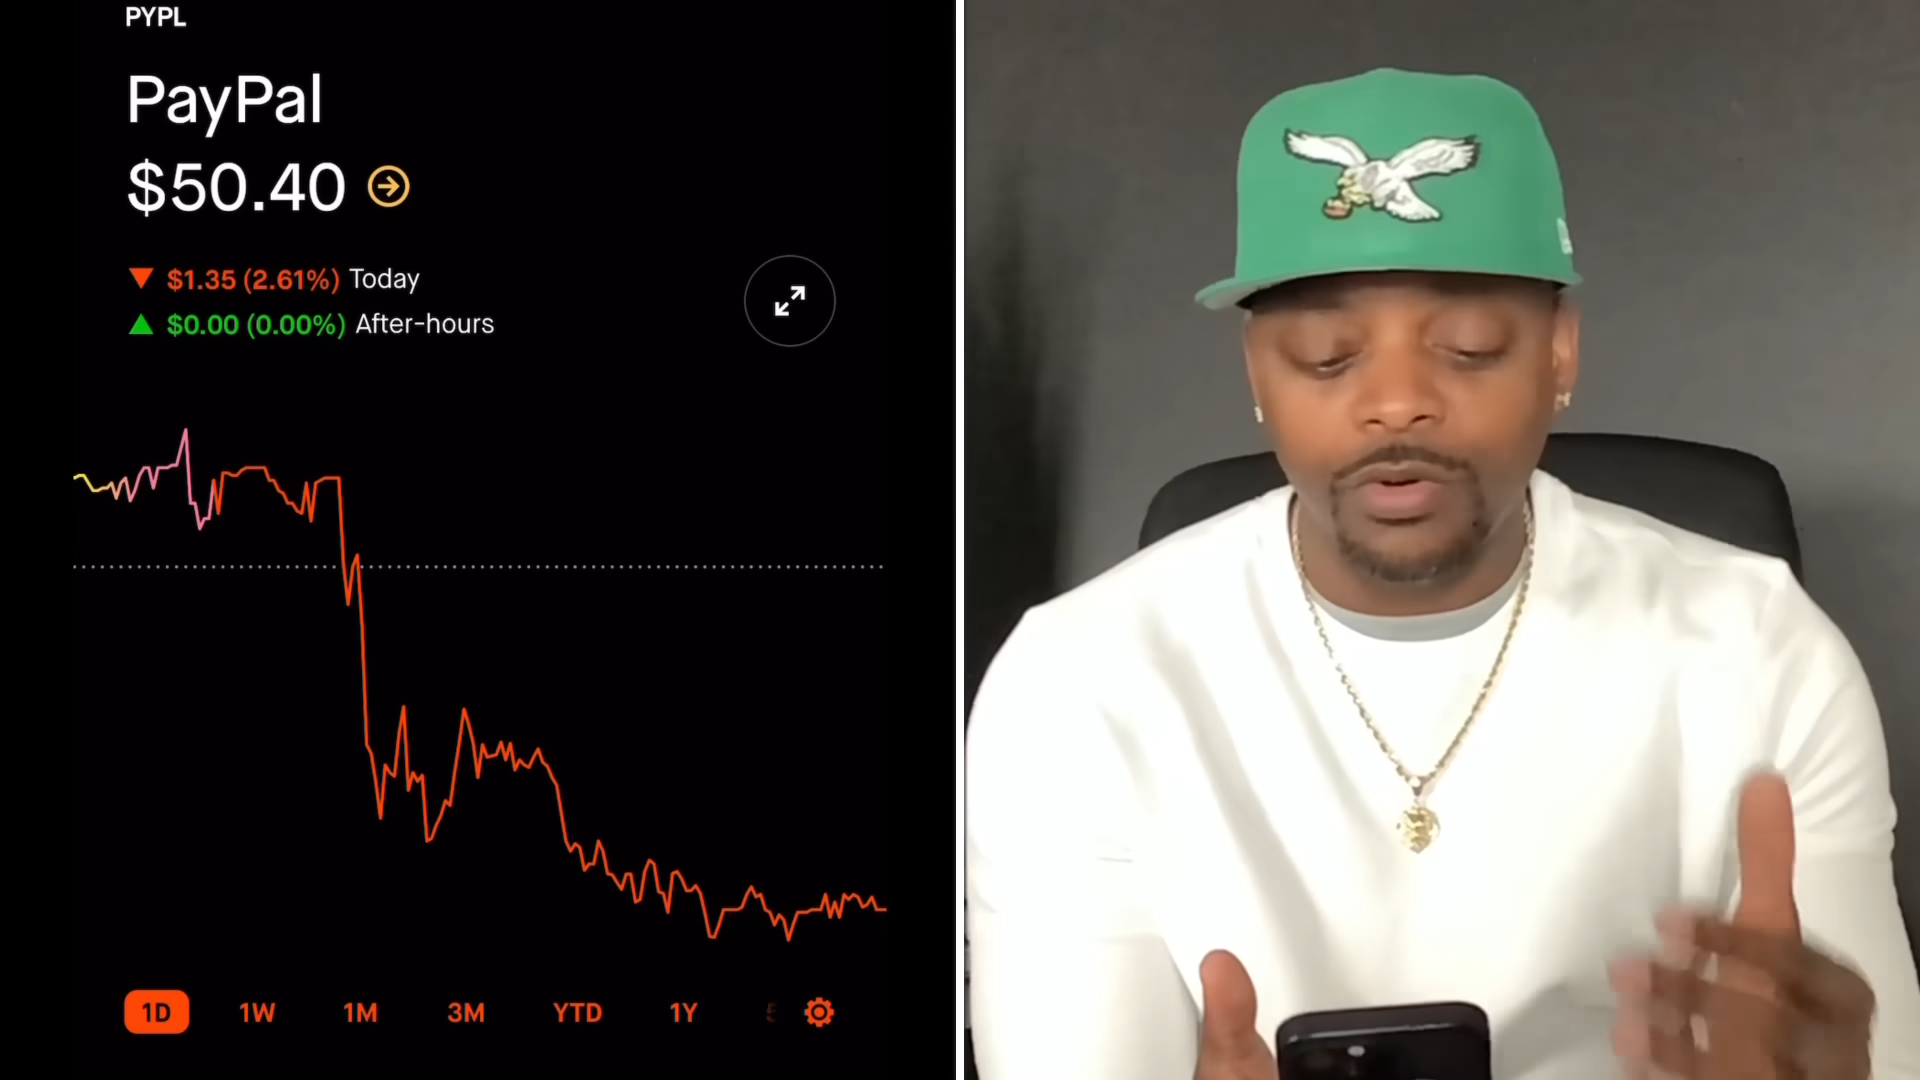 PYPL
PayPal
$50.40
$1.35 (2.61%) Today
$0.00 (0.00%) After-hours
1D 1W 1M 3M YTD 1Y